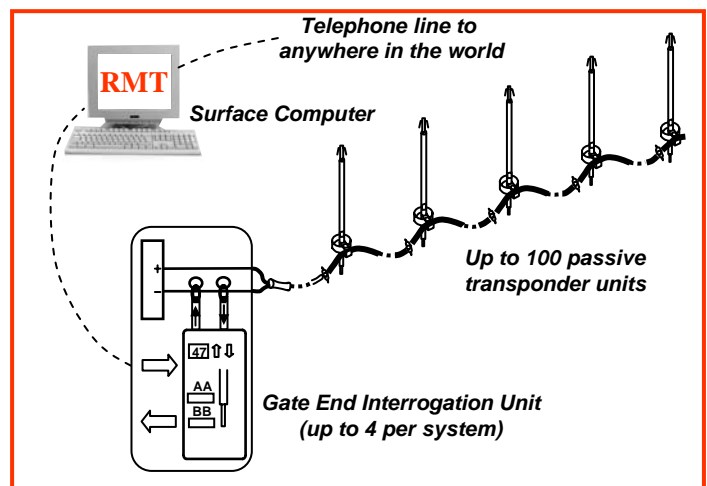 Telephone line to
anywhere in the world
RMT
Surface Computer
Up to 100 passive
transponder units
+
–
47
AA
BB
Gate End Interrogation Unit
(up to 4 per system)